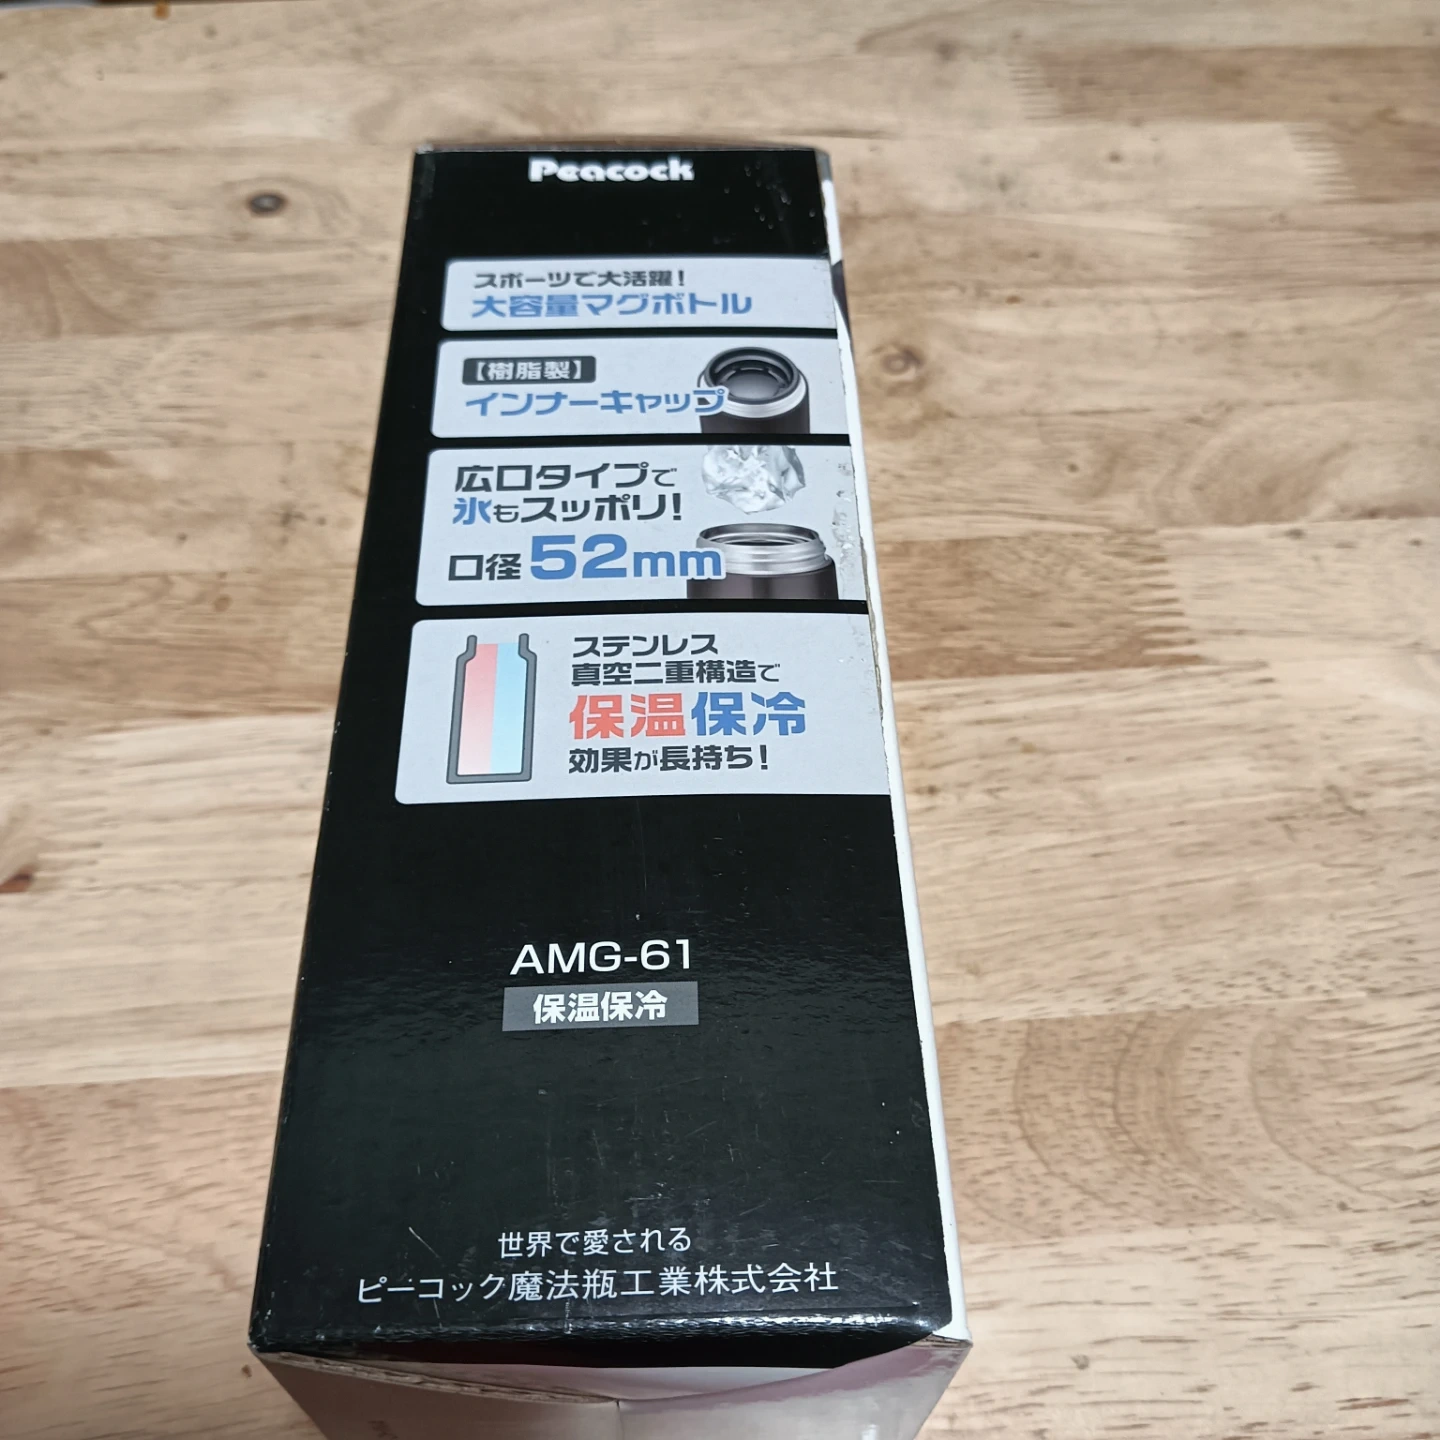 Peacock
スポーツで大活躍!
大容量マグボトル
【樹脂製】
インナーキャップ
広口タイプで
氷もスッポリ!
口径52mm
ステンレス
真空二重構造で
保温保冷
効果が長持ち!
AMG-61
保温保冷
世界で愛される
ピーコック魔法瓶工業株式会社